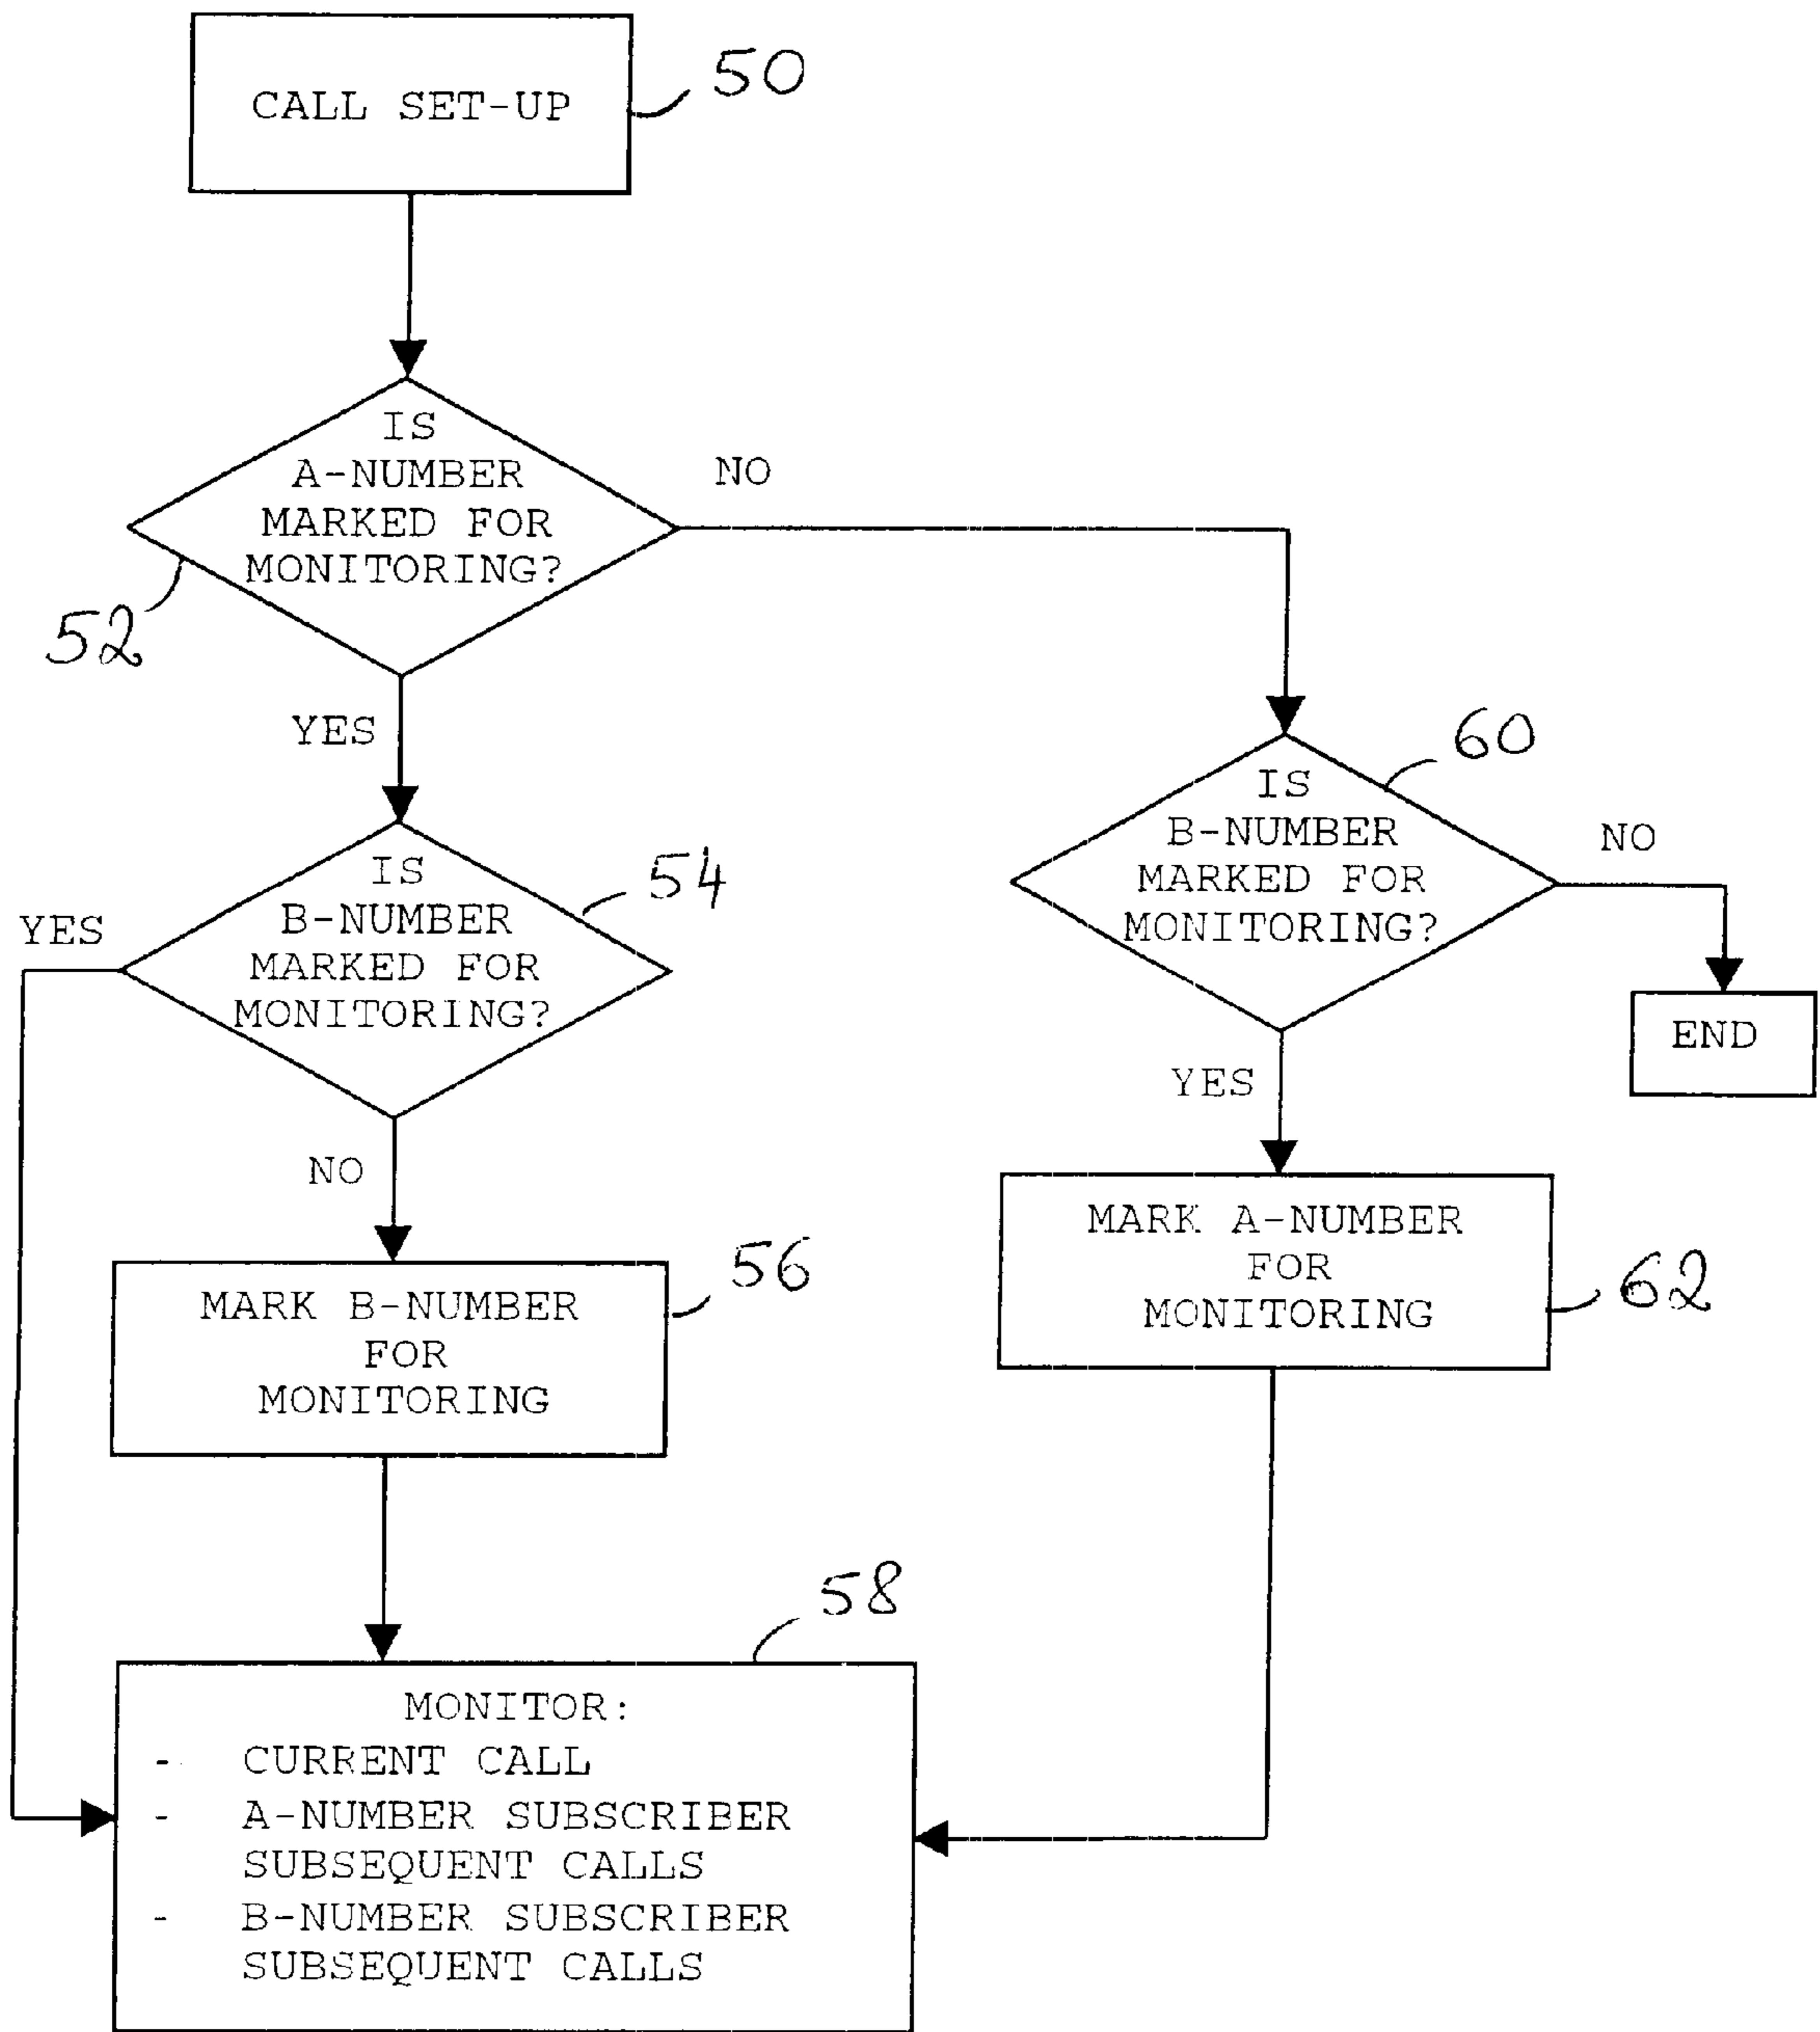 CALL SET-UP
50
IS
A-NUMBER
MARKED FOR
MONITORING?
NO
52
YES
60
IS
B-NUMBER
MARKED FOR
MONITORING?
NO
54
IS
B-NUMBER
MARKED FOR
MONITORING?
YES
END
YES
NO
MARK A-NUMBER
FOR
MONITORING
62
56
MARK B-NUMBER
FOR
MONITORING
58
MONITOR:
- CURRENT CALL
- A-NUMBER SUBSCRIBER
SUBSEQUENT CALLS
- B-NUMBER SUBSCRIBER
SUBSEQUENT CALLS